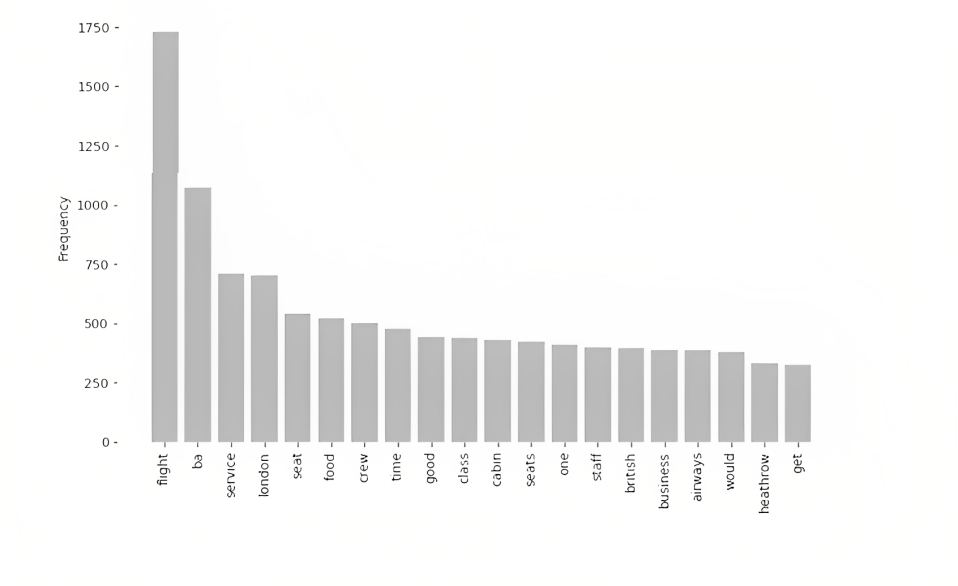 1750
1500
1250
1000
750
500
250
0
Frequency
flight
ba
service
london
seat
food
crew
time
good
class
cabin
seats
one
staff
british
business
airways
would
heathrow
get